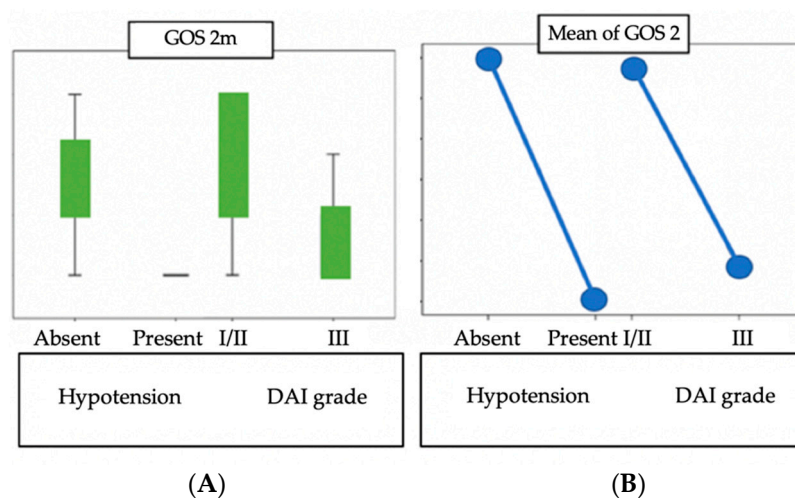 GOS 2m
Absent Present I/II III
Hypotension DAI grade
(A)
Mean of GOS 2
Absent Present I/II III
Hypotension DAI grade
(B)